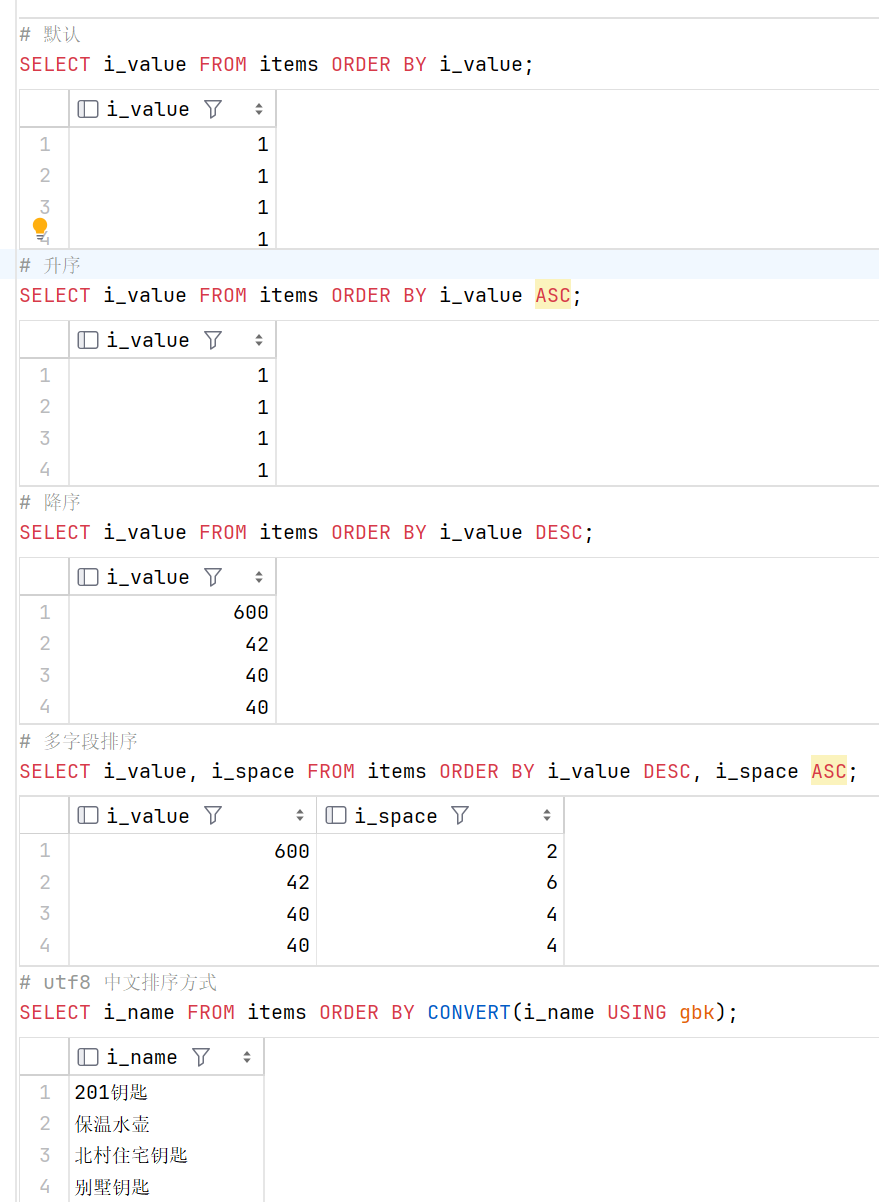 # 默认
SELECT i_value FROM items ORDER BY i_value;
i_value
1 1
2 1
3 1
4 1
# 升序
SELECT i_value FROM items ORDER BY i_value ASC;
i_value
1 1
2 1
3 1
4 1
# 降序
SELECT i_value FROM items ORDER BY i_value DESC;
i_value
1 600
2 42
3 40
4 40
# 多字段排序
SELECT i_value, i_space FROM items ORDER BY i_value DESC, i_space ASC;
i_value i_space
1 600 2
2 42 6
3 40 4
4 40 4
# utf8 中文排序方式
SELECT i_name FROM items ORDER BY CONVERT(i_name USING gbk);
i_name
1 201钥匙
2 保温水壶
3 北村住宅钥匙
4 别墅钥匙